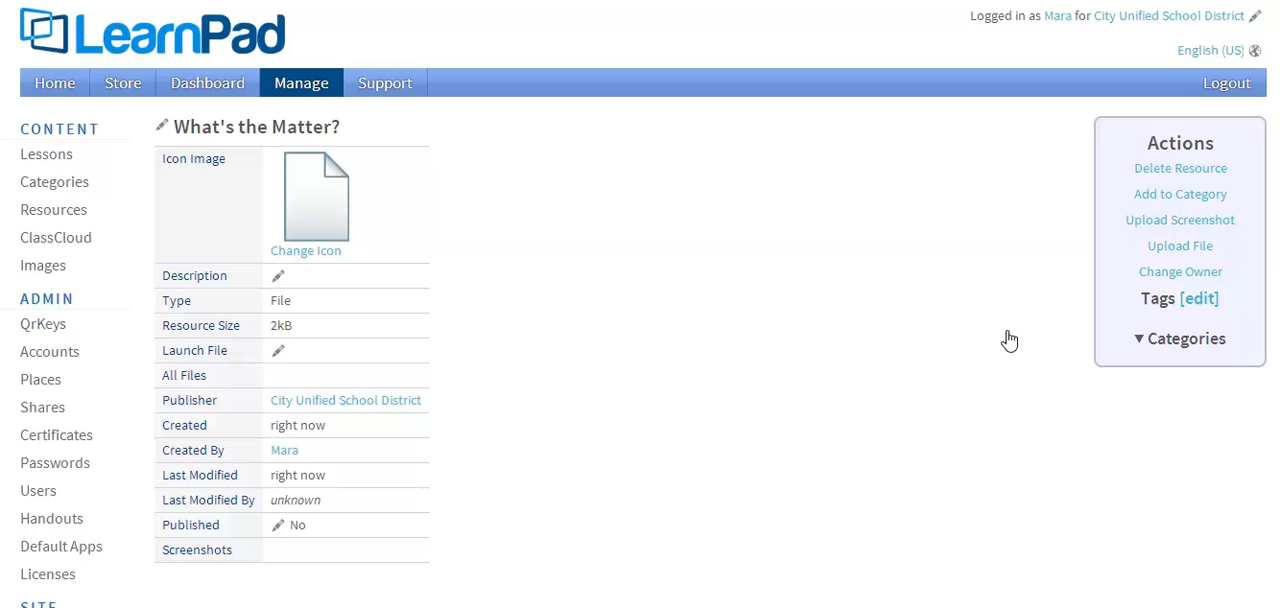 LearnPad
Logged in as Mara for City Unified School District
English (US)
Home Store Dashboard Manage Support Logout
CONTENT
Lessons
Categories
Resources
ClassCloud
Images
ADMIN
QrKeys
Accounts
Places
Shares
Certificates
Passwords
Users
Handouts
Default Apps
Licenses
SITE
What's the Matter?
Icon Image
Change Icon
Description
Type File
Resource Size 2kB
Launch File
All Files
Publisher City Unified School District
Created right now
Created By Mara
Last Modified right now
Last Modified By unknown
Published No
Screenshots
Actions
Delete Resource
Add to Category
Upload Screenshot
Upload File
Change Owner
Tags [edit]
▼ Categories